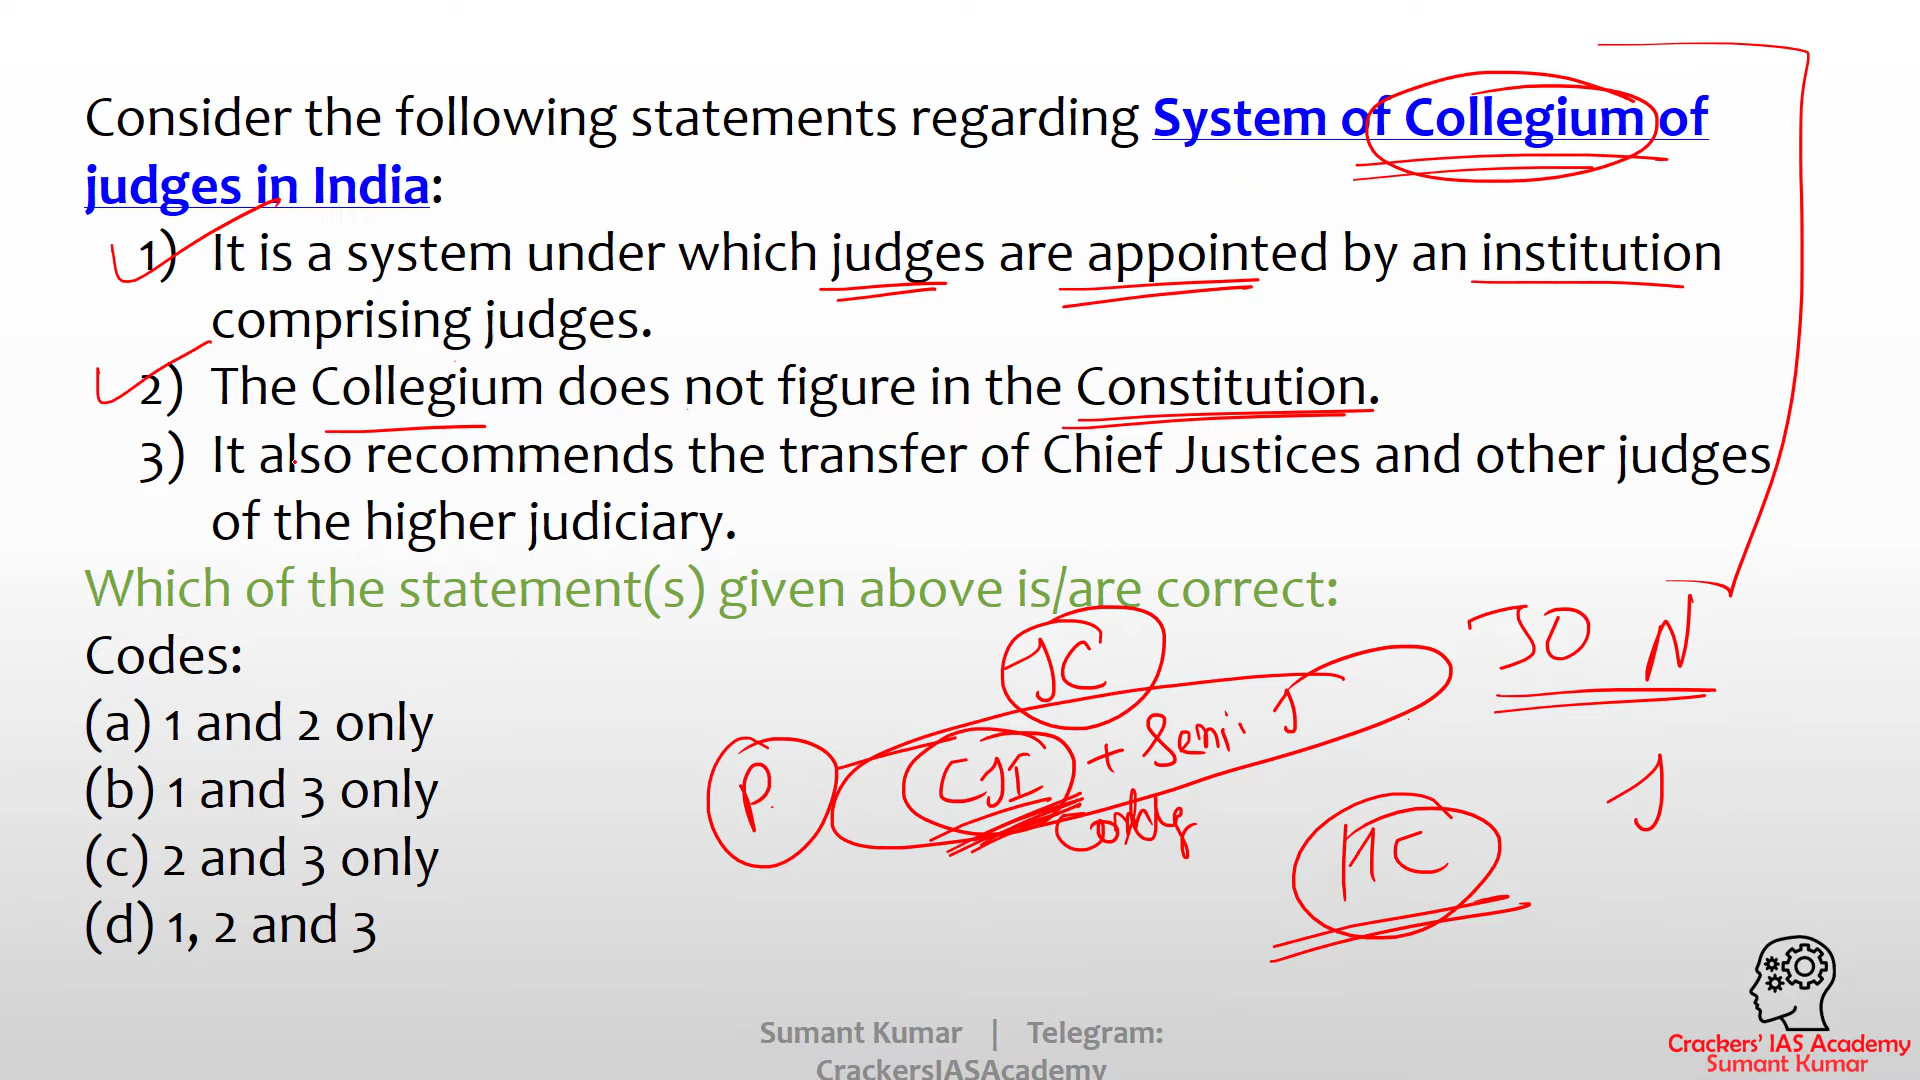 Consider the following statements regarding System of Collegium of
judges in India:
1) It is a system under which judges are appointed by an institution
comprising judges.
2) The Collegium does not figure in the Constitution.
3) It also recommends the transfer of Chief Justices and other judges
of the higher judiciary.
Which of the statement(s) given above is/are correct:
Codes:
(a) 1 and 2 only
(b) 1 and 3 only
(c) 2 and 3 only
(d) 1, 2 and 3
P
CJI + Seni. J
HC
J
N
Sumant Kumar | Telegram:
CrackersIASAcademy
Crackers' IAS Academy
Sumant Kumar